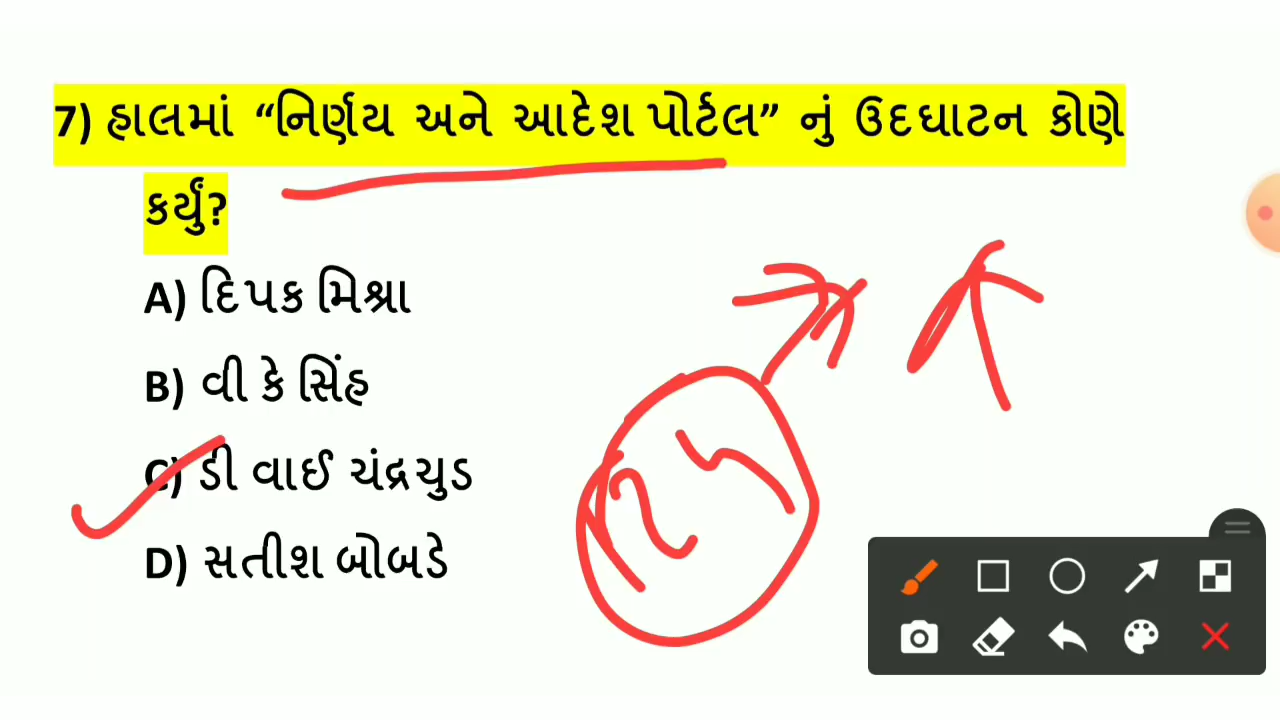 7) હાલમાં “નિર્ણય અને આદેશ પોર્ટલ” નું ઉદઘાટન કોણે
કર્યું?
A) દિપક મિશ્રા
B) વી કે સિંહ
C) ડી વાઈ ચંદ્રચુડ
D) સતીશ બોબડે